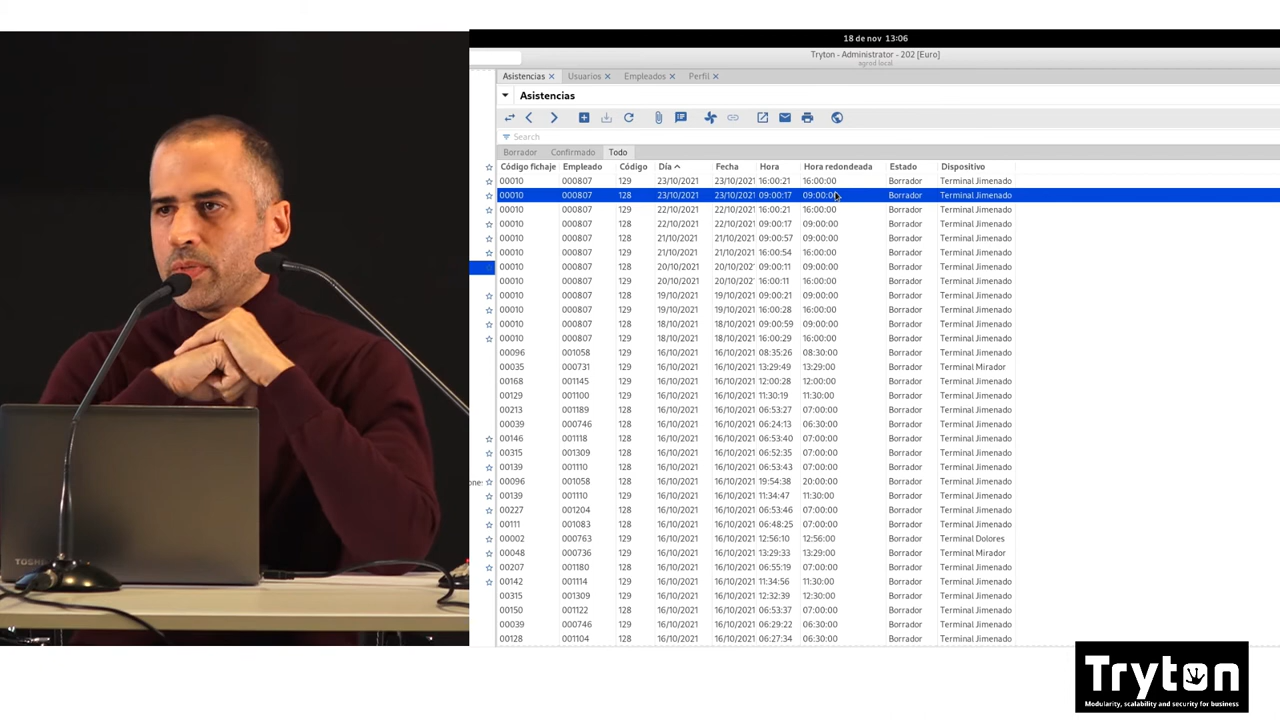 18 de nov 13:06
Tryton - Administrator - 202 [Euro]
agrod local
Asistencias Usuarios Empleados Perfil
Asistencias
Search
Borrador Confirmado Todo
Código fichaje Empleado Código Día Fecha Hora Hora redondeada Estado Dispositivo
00010 000807 129 23/10/2021 23/10/2021 16:00:21 16:00:00 Borrador Terminal Jimenado
00010 000807 128 23/10/2021 23/10/2021 09:00:17 09:00:00 Borrador Terminal Jimenado
00010 000807 129 22/10/2021 22/10/2021 16:00:21 16:00:00 Borrador Terminal Jimenado
00010 000807 128 22/10/2021 22/10/2021 09:00:17 09:00:00 Borrador Terminal Jimenado
00010 000807 128 21/10/2021 21/10/2021 09:00:57 09:00:00 Borrador Terminal Jimenado
00010 000807 129 21/10/2021 21/10/2021 16:00:54 16:00:00 Borrador Terminal Jimenado
00010 000807 128 20/10/2021 20/10/202 09:00:11 09:00:00 Borrador Terminal Jimenado
00010 000807 129 20/10/2021 20/10/202 16:00:11 16:00:00 Borrador Terminal Jimenado
00010 000807 128 19/10/2021 19/10/2021 09:00:21 09:00:00 Borrador Terminal Jimenado
00010 000807 129 19/10/2021 19/10/2021 16:00:28 16:00:00 Borrador Terminal Jimenado
00010 000807 128 18/10/2021 18/10/2021 09:00:59 09:00:00 Borrador Terminal Jimenado
00010 000807 129 18/10/2021 18/10/2021 16:00:29 16:00:00 Borrador Terminal Jimenado
00096 001058 129 16/10/2021 16/10/2021 08:35:26 08:30:00 Borrador Terminal Jimenado
00035 000731 129 16/10/2021 16/10/2021 13:29:49 13:29:00 Borrador Terminal Mirador
00168 001145 129 16/10/2021 16/10/2021 12:00:28 12:00:00 Borrador Terminal Jimenado
00129 001100 129 16/10/2021 16/10/2021 11:30:19 11:30:00 Borrador Terminal Jimenado
00213 001189 128 16/10/2021 16/10/2021 06:53:27 07:00:00 Borrador Terminal Jimenado
00039 000746 128 16/10/2021 16/10/2021 06:24:13 06:30:00 Borrador Terminal Jimenado
00146 001118 128 16/10/2021 16/10/2021 06:53:40 07:00:00 Borrador Terminal Jimenado
00315 001309 128 16/10/2021 16/10/2021 06:52:35 07:00:00 Borrador Terminal Jimenado
00139 001110 128 16/10/2021 16/10/2021 06:53:43 07:00:00 Borrador Terminal Jimenado
one: 00096 001058 128 16/10/2021 16/10/2021 19:54:38 20:00:00 Borrador Terminal Jimenado
00139 001110 129 16/10/2021 16/10/2021 11:34:47 11:30:00 Borrador Terminal Jimenado
00227 001204 128 16/10/2021 16/10/2021 06:53:46 07:00:00 Borrador Terminal Jimenado
00111 001083 128 16/10/2021 16/10/2021 06:48:25 07:00:00 Borrador Terminal Jimenado
00002 000763 129 16/10/2021 16/10/2021 12:56:10 12:56:00 Borrador Terminal Dolores
00048 000736 129 16/10/2021 16/10/2021 13:29:33 13:29:00 Borrador Terminal Mirador
00207 001180 128 16/10/2021 16/10/2021 06:55:19 07:00:00 Borrador Terminal Jimenado
00142 001114 129 16/10/2021 16/10/2021 11:34:56 11:30:00 Borrador Terminal Jimenado
00315 001309 129 16/10/2021 16/10/2021 12:32:39 12:30:00 Borrador Terminal Jimenado
00150 001122 128 16/10/2021 16/10/2021 06:53:37 07:00:00 Borrador Terminal Jimenado
00039 000746 128 16/10/2021 16/10/2021 06:29:22 06:30:00 Borrador Terminal Jimenado
00128 001104 128 16/10/2021 16/10/2021 06:27:34 06:30:00 Borrador Terminal Jimenado
TOSHIBA
Tryton
Modularity, scalability and security for business